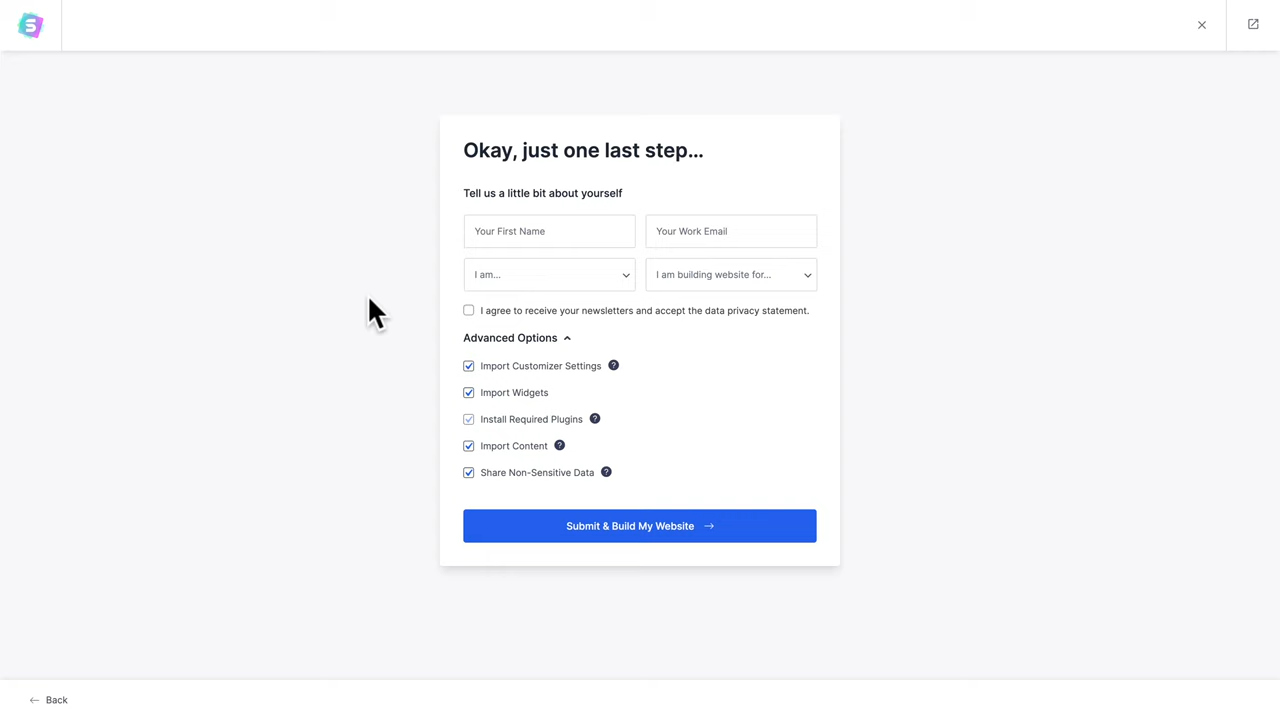 S
Okay, just one last step...
Tell us a little bit about yourself
Your First Name
Your Work Email
I am...
I am building website for...
I agree to receive your newsletters and accept the data privacy statement.
Advanced Options
Import Customizer Settings ?
Import Widgets
Install Required Plugins ?
Import Content ?
Share Non-Sensitive Data ?
Submit & Build My Website →
← Back